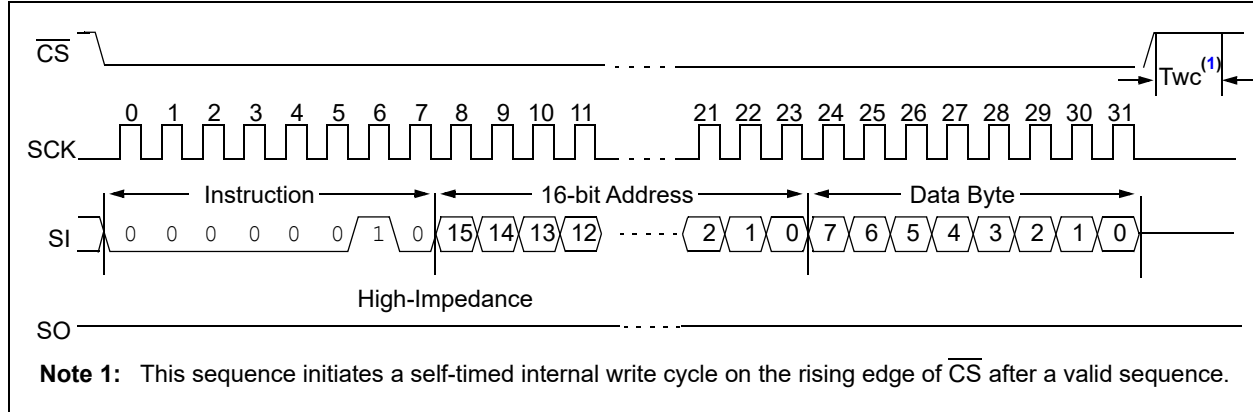 CS
Twc(1)
0 1 2 3 4 5 6 7 8 9 10 11 21 22 23 24 25 26 27 28 29 30 31
SCK
Instruction 16-bit Address Data Byte
SI 0 0 0 0 0 0 1 0 15 14 13 12 2 1 0 7 6 5 4 3 2 1 0
High-Impedance
SO
Note 1: This sequence initiates a self-timed internal write cycle on the rising edge of CS after a valid sequence.